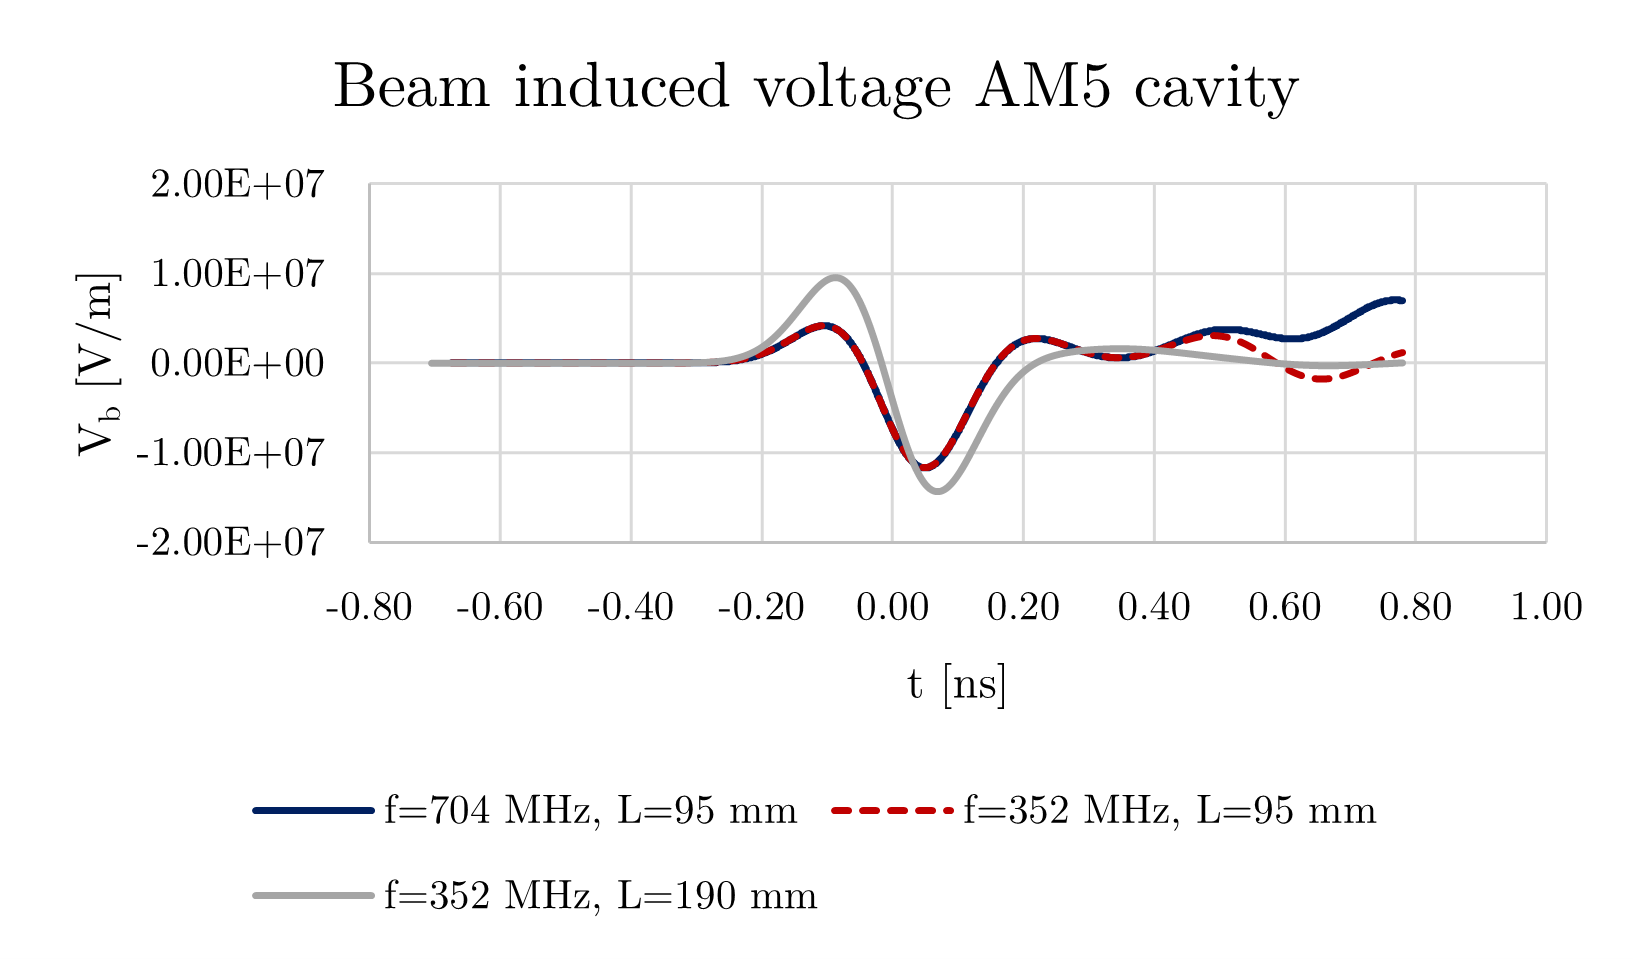 Beam induced voltage AM5 cavity
2.00E+07
1.00E+07
0.00E+00
-1.00E+07
-2.00E+07
V_b [V/m]
-0.80 -0.60 -0.40 -0.20 0.00 0.20 0.40 0.60 0.80 1.00
t [ns]
f=704 MHz, L=95 mm f=352 MHz, L=95 mm
f=352 MHz, L=190 mm